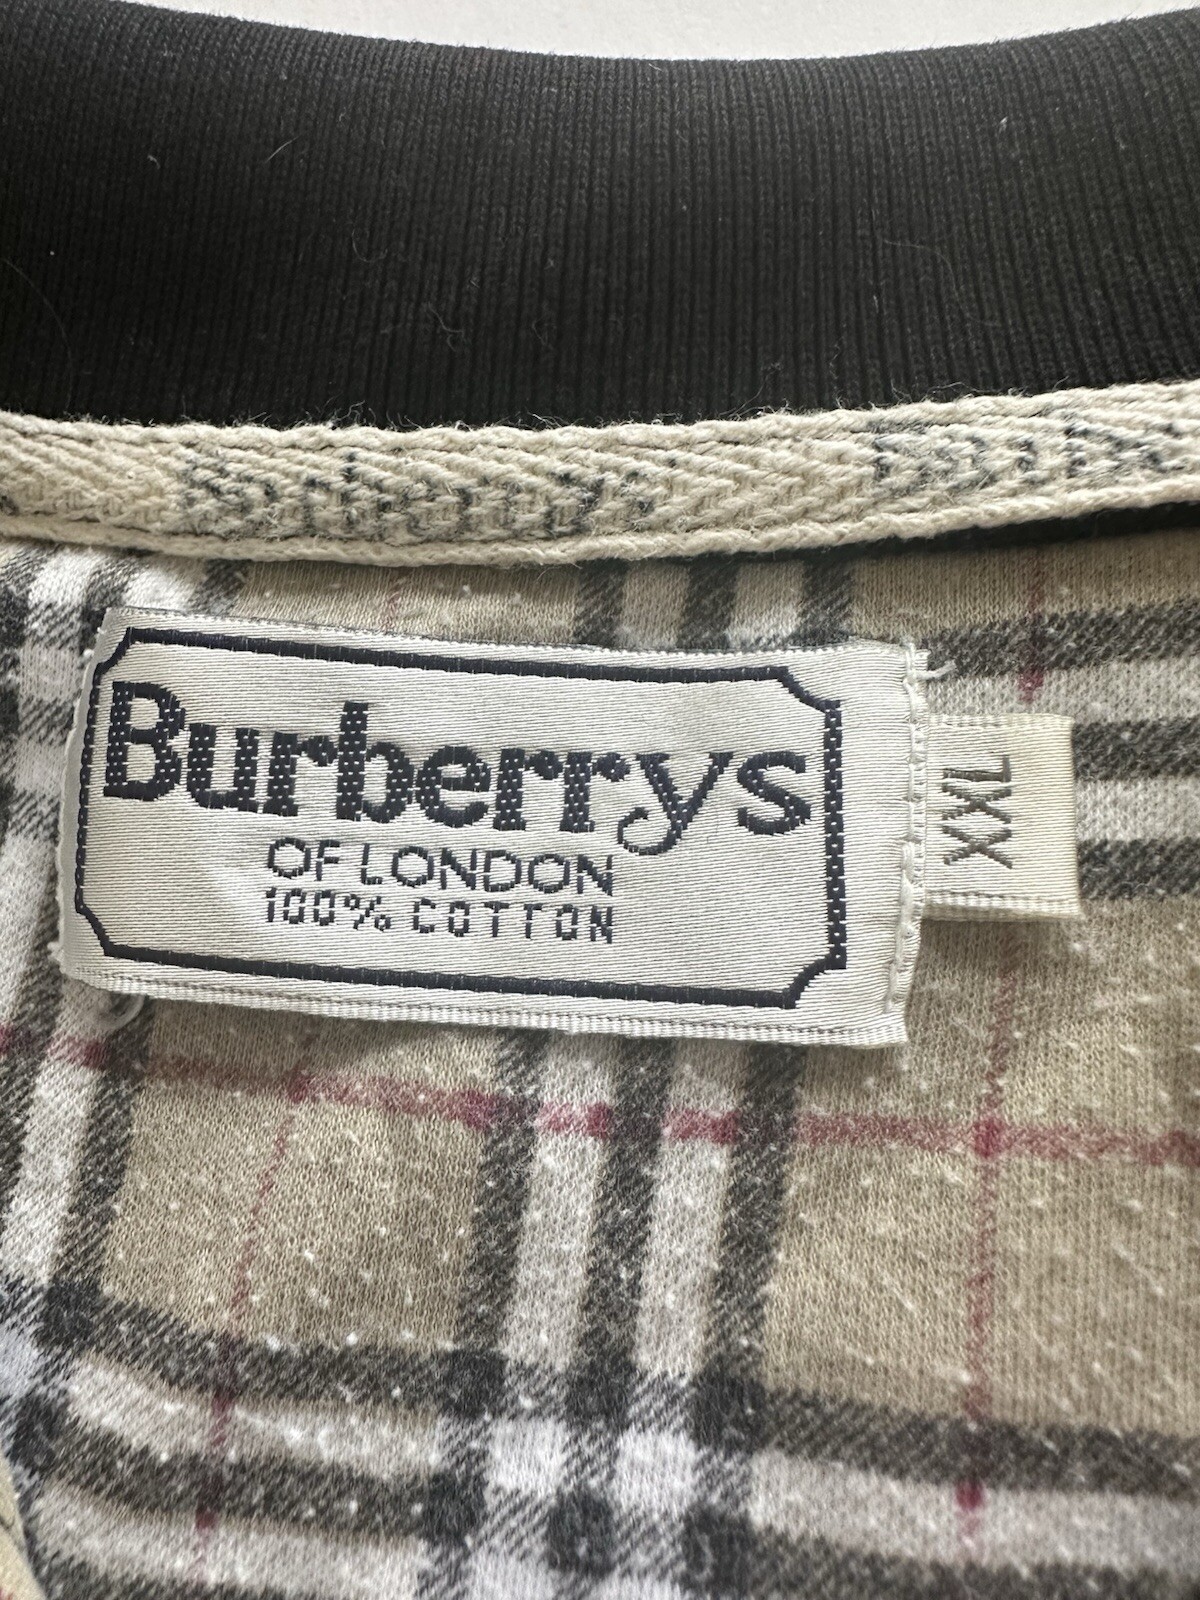 Burberrys
OF LONDON
100% COTTON
XXL